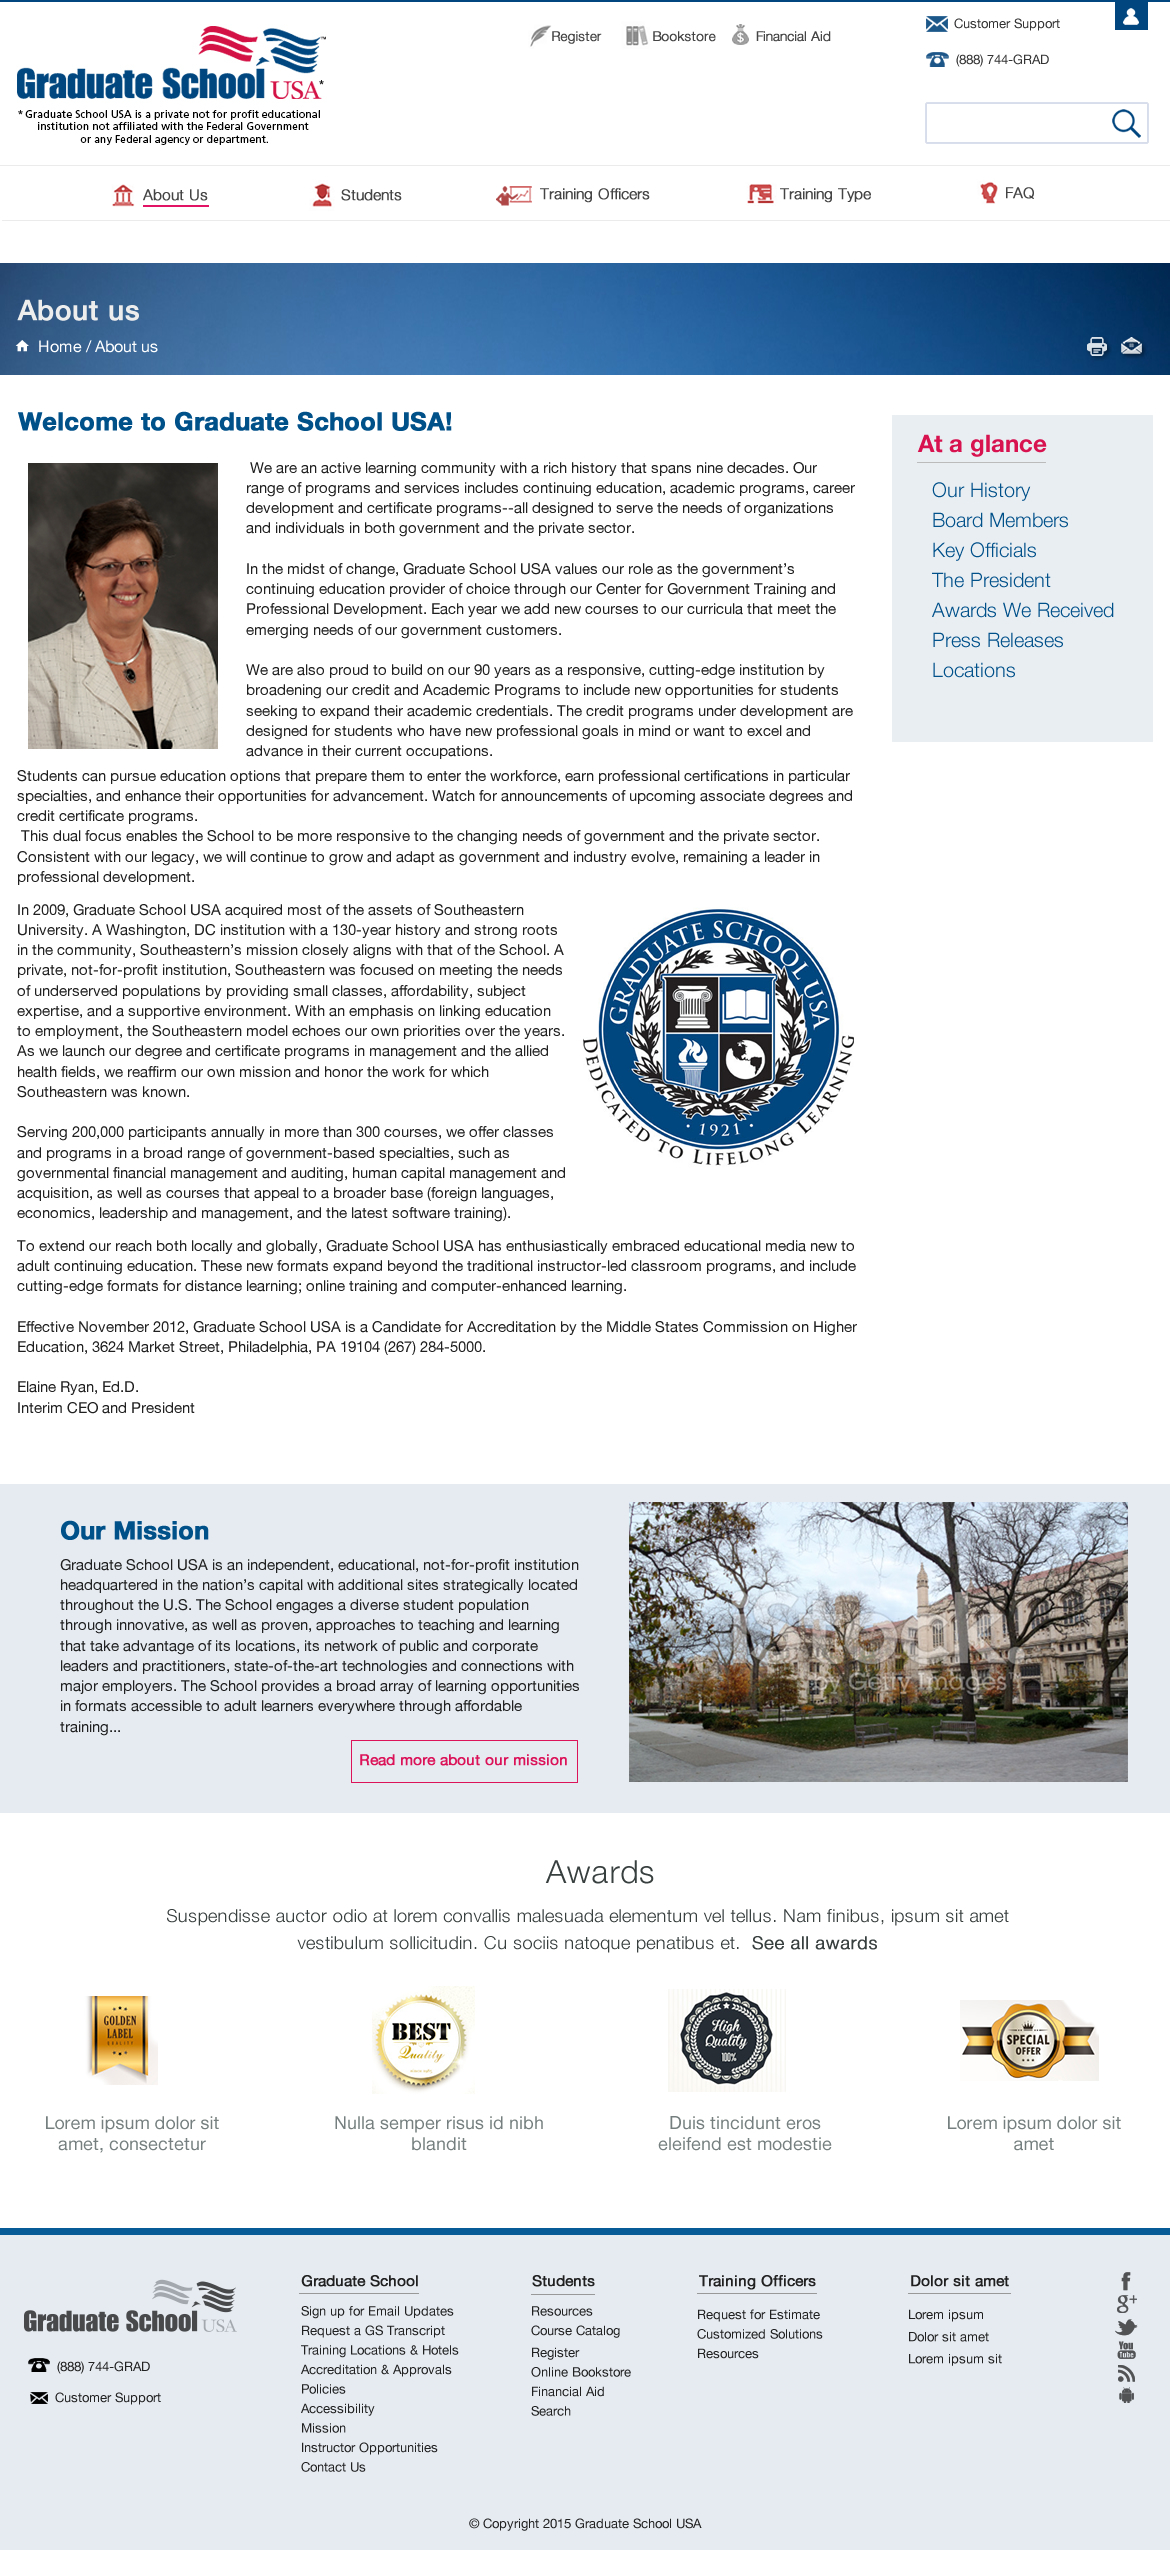 Customer Support
Register
Bookstore
Financial Aid
(888) 744-GRAD
Graduate School USA™*
* Graduate School USA is a private not for profit educational
institution not affiliated with the Federal Government
or any Federal agency or department.
About Us
Students
Training Officers
Training Type
FAQ
About us
Home / About us
Welcome to Graduate School USA!
We are an active learning community with a rich history that spans nine decades. Our
range of programs and services includes continuing education, academic programs, career
development and certificate programs--all designed to serve the needs of organizations
and individuals in both government and the private sector.
In the midst of change, Graduate School USA values our role as the government’s
continuing education provider of choice through our Center for Government Training and
Professional Development. Each year we add new courses to our curricula that meet the
emerging needs of our government customers.
We are also proud to build on our 90 years as a responsive, cutting-edge institution by
broadening our credit and Academic Programs to include new opportunities for students
seeking to expand their academic credentials. The credit programs under development are
designed for students who have new professional goals in mind or want to excel and
advance in their current occupations.
Students can pursue education options that prepare them to enter the workforce, earn professional certifications in particular
specialties, and enhance their opportunities for advancement. Watch for announcements of upcoming associate degrees and
credit certificate programs.
This dual focus enables the School to be more responsive to the changing needs of government and the private sector.
Consistent with our legacy, we will continue to grow and adapt as government and industry evolve, remaining a leader in
professional development.
In 2009, Graduate School USA acquired most of the assets of Southeastern
University. A Washington, DC institution with a 130-year history and strong roots
in the community, Southeastern’s mission closely aligns with that of the School. A
private, not-for-profit institution, Southeastern was focused on meeting the needs
of underserved populations by providing small classes, affordability, subject
expertise, and a supportive environment. With an emphasis on linking education
to employment, the Southeastern model echoes our own priorities over the years.
As we launch our degree and certificate programs in management and the allied
health fields, we reaffirm our own mission and honor the work for which
Southeastern was known.
Serving 200,000 participants annually in more than 300 courses, we offer classes
and programs in a broad range of government-based specialties, such as
governmental financial management and auditing, human capital management and
acquisition, as well as courses that appeal to a broader base (foreign languages,
economics, leadership and management, and the latest software training).
GRADUATE SCHOOL USA
· 1921 ·
DEDICATED TO LIFELONG LEARNING
To extend our reach both locally and globally, Graduate School USA has enthusiastically embraced educational media new to
adult continuing education. These new formats expand beyond the traditional instructor-led classroom programs, and include
cutting-edge formats for distance learning; online training and computer-enhanced learning.
Effective November 2012, Graduate School USA is a Candidate for Accreditation by the Middle States Commission on Higher
Education, 3624 Market Street, Philadelphia, PA 19104 (267) 284-5000.
Elaine Ryan, Ed.D.
Interim CEO and President
At a glance
Our History
Board Members
Key Officials
The President
Awards We Received
Press Releases
Locations
Our Mission
Graduate School USA is an independent, educational, not-for-profit institution
headquartered in the nation’s capital with additional sites strategically located
throughout the U.S. The School engages a diverse student population
through innovative, as well as proven, approaches to teaching and learning
that take advantage of its locations, its network of public and corporate
leaders and practitioners, state-of-the-art technologies and connections with
major employers. The School provides a broad array of learning opportunities
in formats accessible to adult learners everywhere through affordable
training...
Read more about our mission
iStock
by Getty Images™
Awards
Suspendisse auctor odio at lorem convallis malesuada elementum vel tellus. Nam finibus, ipsum sit amet
vestibulum sollicitudin. Cu sociis natoque penatibus et. See all awards
GOLDEN
LABEL
QUALITY
BEST
Quality
High
Quality
100%
SPECIAL
OFFER
Lorem ipsum dolor sit
amet, consectetur
Nulla semper risus id nibh
blandit
Duis tincidunt eros
eleifend est modestie
Lorem ipsum dolor sit
amet
Graduate School USA
(888) 744-GRAD
Customer Support
Graduate School
Sign up for Email Updates
Request a GS Transcript
Training Locations & Hotels
Accreditation & Approvals
Policies
Accessibility
Mission
Instructor Opportunities
Contact Us
Students
Resources
Course Catalog
Register
Online Bookstore
Financial Aid
Search
Training Officers
Request for Estimate
Customized Solutions
Resources
Dolor sit amet
Lorem ipsum
Dolor sit amet
Lorem ipsum sit
f
g+
You
Tube
© Copyright 2015 Graduate School USA